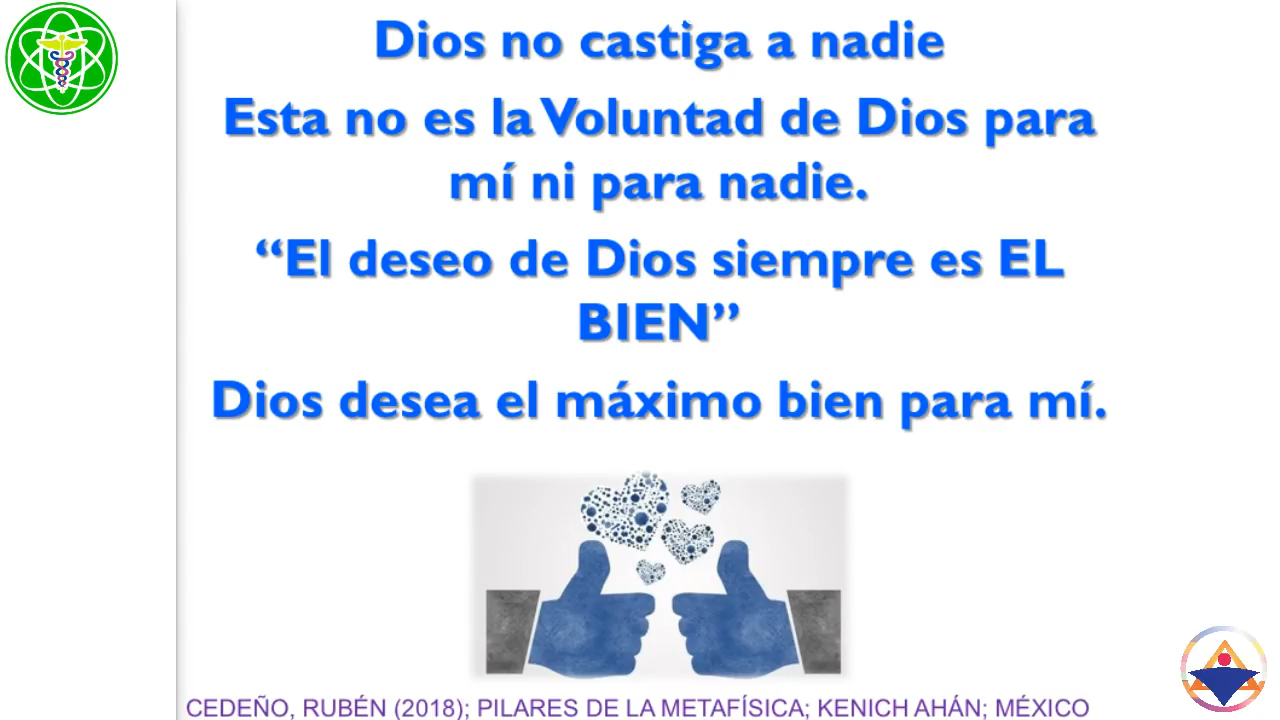 Dios no castiga a nadie
Esta no es la Voluntad de Dios para
mí ni para nadie.
“El deseo de Dios siempre es EL
BIEN”
Dios desea el máximo bien para mí.
CEDEÑO, RUBÉN (2018); PILARES DE LA METAFÍSICA; KENICH AHÁN; MÉXICO